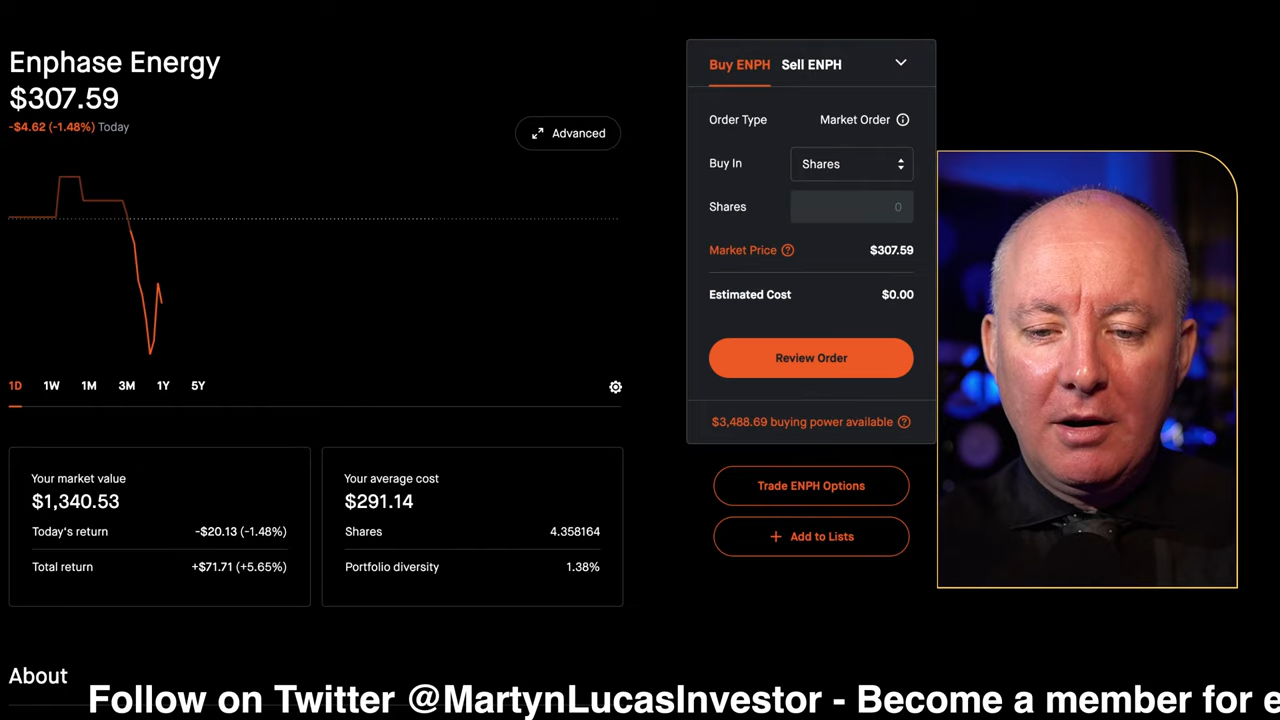 Enphase Energy
$307.59
-$4.62 (-1.48%) Today
Advanced
1D 1W 1M 3M 1Y 5Y
Your market value
$1,340.53
Today's return -$20.13 (-1.48%)
Total return +$71.71 (+5.65%)
Your average cost
$291.14
Shares 4.358164
Portfolio diversity 1.38%
About
Buy ENPH Sell ENPH
Order Type Market Order
Buy In Shares
Shares 0
Market Price $307.59
Estimated Cost $0.00
Review Order
$3,488.69 buying power available
Trade ENPH Options
+ Add to Lists
Follow on Twitter @MartynLucasInvestor - Become a member for e